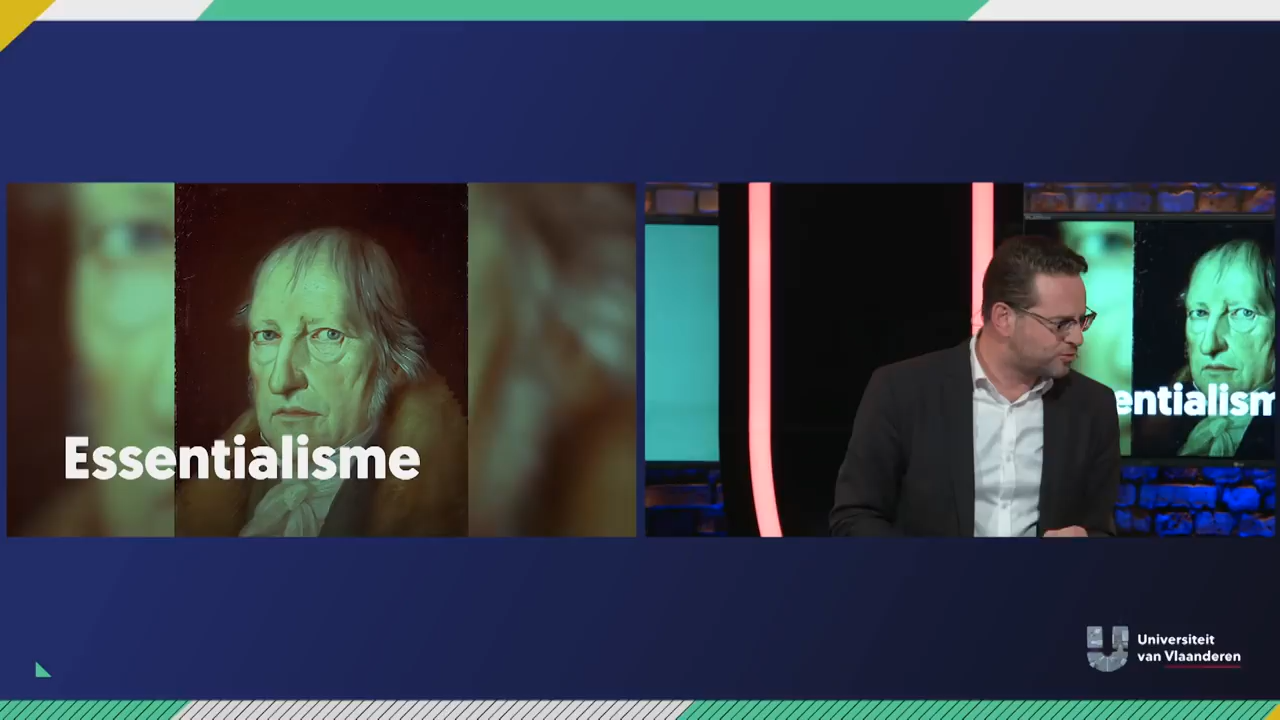 Essentialisme
entialism
Universiteit
van Vlaanderen